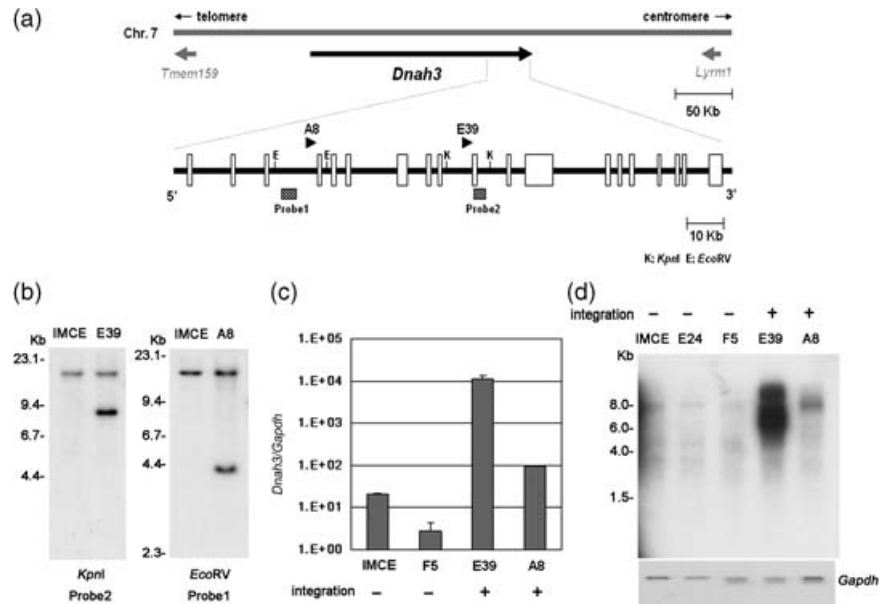 (a)
← telomere
centromere →
Chr. 7
Tmem159
Dnah3
Lyrm1
50 Kb
A8
E39
E
E
K
K
5'
3'
Probe1
Probe2
10 Kb
K; KpnI E; EcoRV
(b)
IMCE E39
IMCE A8
Kb
23.1-
9.4-
6.7-
4.4-
Kb
23.1-
9.4-
6.7-
4.4-
2.3-
KpnI
Probe2
EcoRV
Probe1
(c)
Dnah3/Gapdh
1.E+05
1.E+04
1.E+03
1.E+02
1.E+01
1.E+00
IMCE F5 E39 A8
integration – – + +
(d)
integration – – – + +
IMCE E24 F5 E39 A8
Kb
8.0-
6.0-
4.0-
1.5-
Gapdh